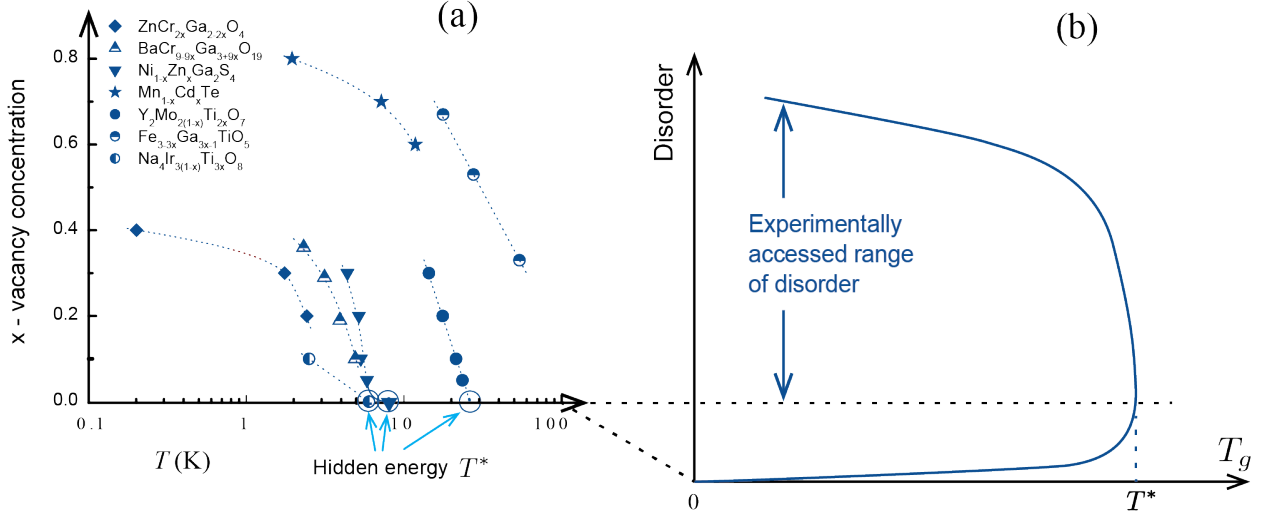 (a)
ZnCr2xGa2-2xO4
BaCr9-9xGa3+9xO19
Ni1-xZnxGa2S4
Mn1-xCdxTe
Y2Mo2(1-x)Ti2xO7
Fe3-3xGa3x-1TiO5
Na4Ir3(1-x)Ti3xO8
x - vacancy concentration
0.8
0.6
0.4
0.2
0.0
0.1 1 10 100
T (K)
Hidden energy T*
(b)
Disorder
Experimentally
accessed range
of disorder
Tg
0
T*